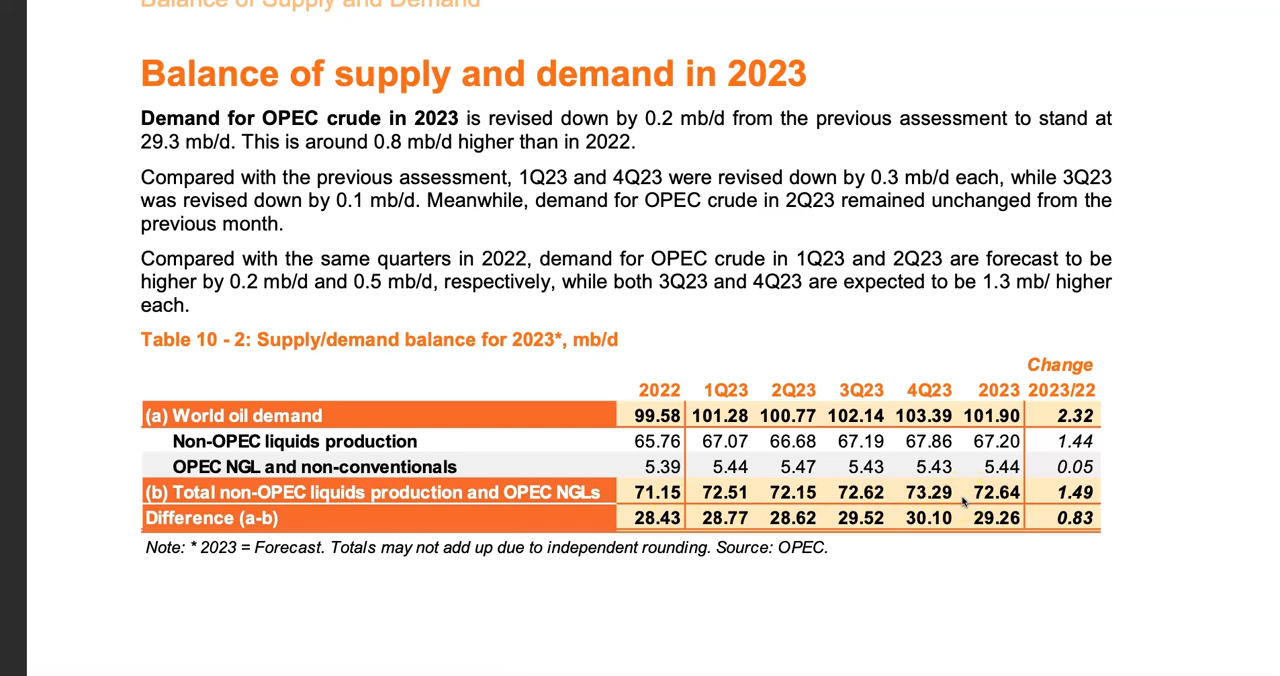 Balance of Supply and Demand
Balance of supply and demand in 2023
Demand for OPEC crude in 2023 is revised down by 0.2 mb/d from the previous assessment to stand at
29.3 mb/d. This is around 0.8 mb/d higher than in 2022.
Compared with the previous assessment, 1Q23 and 4Q23 were revised down by 0.3 mb/d each, while 3Q23
was revised down by 0.1 mb/d. Meanwhile, demand for OPEC crude in 2Q23 remained unchanged from the
previous month.
Compared with the same quarters in 2022, demand for OPEC crude in 1Q23 and 2Q23 are forecast to be
higher by 0.2 mb/d and 0.5 mb/d, respectively, while both 3Q23 and 4Q23 are expected to be 1.3 mb/ higher
each.
Table 10 - 2: Supply/demand balance for 2023*, mb/d
Change
2022 1Q23 2Q23 3Q23 4Q23 2023 2023/22
(a) World oil demand 99.58 101.28 100.77 102.14 103.39 101.90 2.32
Non-OPEC liquids production 65.76 67.07 66.68 67.19 67.86 67.20 1.44
OPEC NGL and non-conventionals 5.39 5.44 5.47 5.43 5.43 5.44 0.05
(b) Total non-OPEC liquids production and OPEC NGLs 71.15 72.51 72.15 72.62 73.29 72.64 1.49
Difference (a-b) 28.43 28.77 28.62 29.52 30.10 29.26 0.83
Note: * 2023 = Forecast. Totals may not add up due to independent rounding. Source: OPEC.